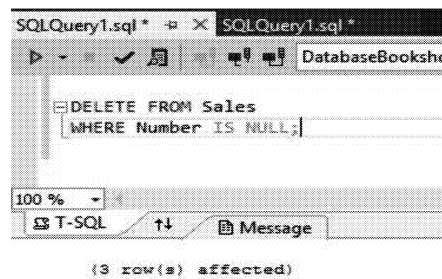 SQLQuery1.sql * SQLQuery1.sql *
DatabaseBooksho
DELETE FROM Sales
WHERE Number IS NULL;
100 %
T-SQL Message
(3 row(s) affected)